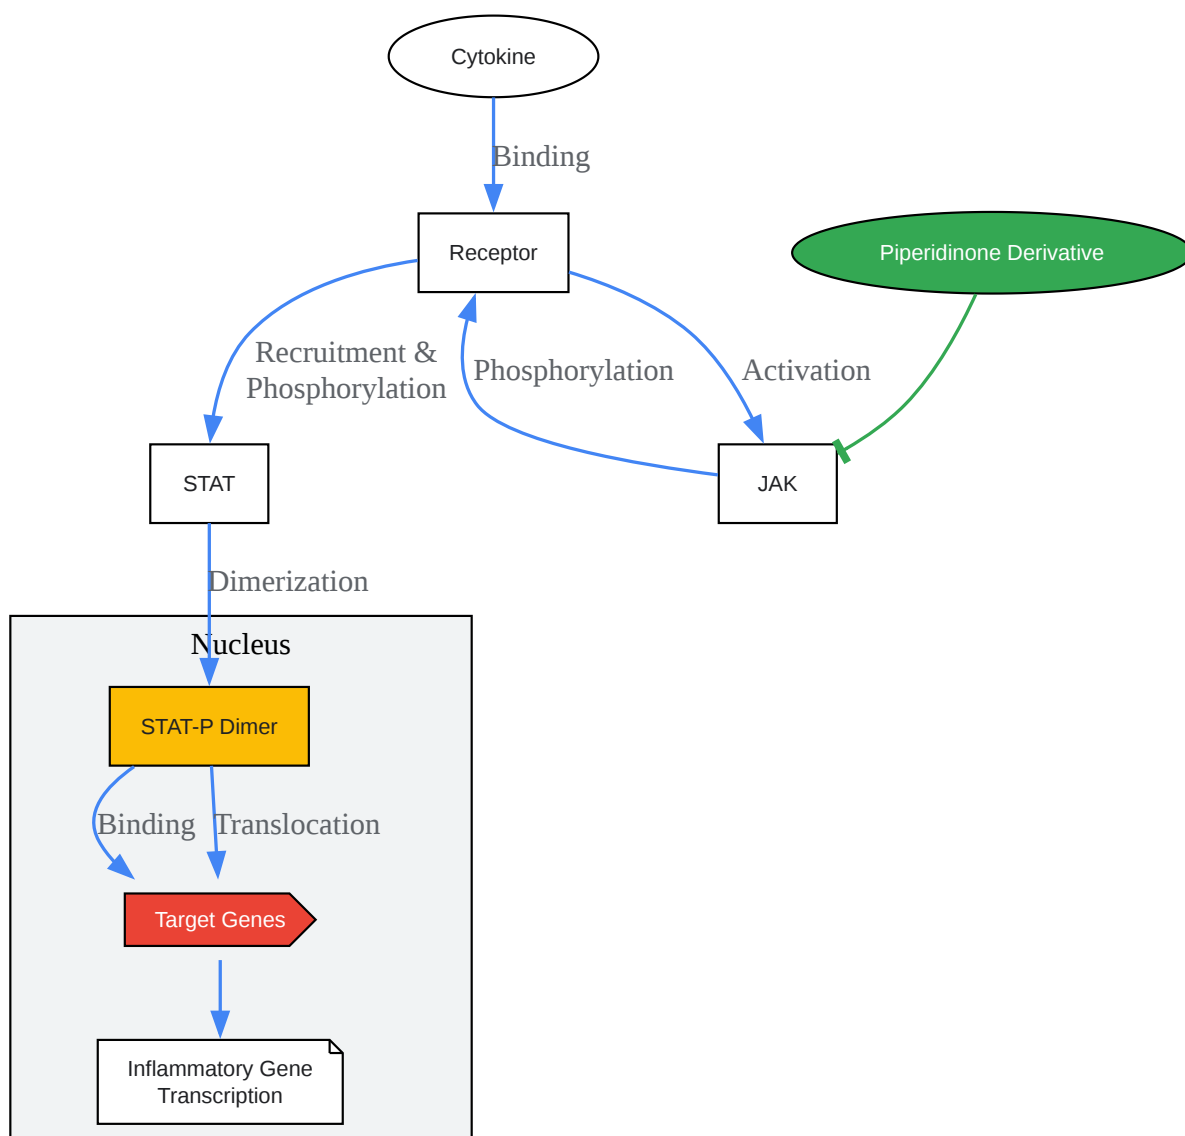 Cytokine
Binding
Receptor
Piperidinone Derivative
Recruitment &
Phosphorylation
Phosphorylation
Activation
STAT
JAK
Dimerization
Nucleus
STAT-P Dimer
Binding
Translocation
Target Genes
Inflammatory Gene
Transcription